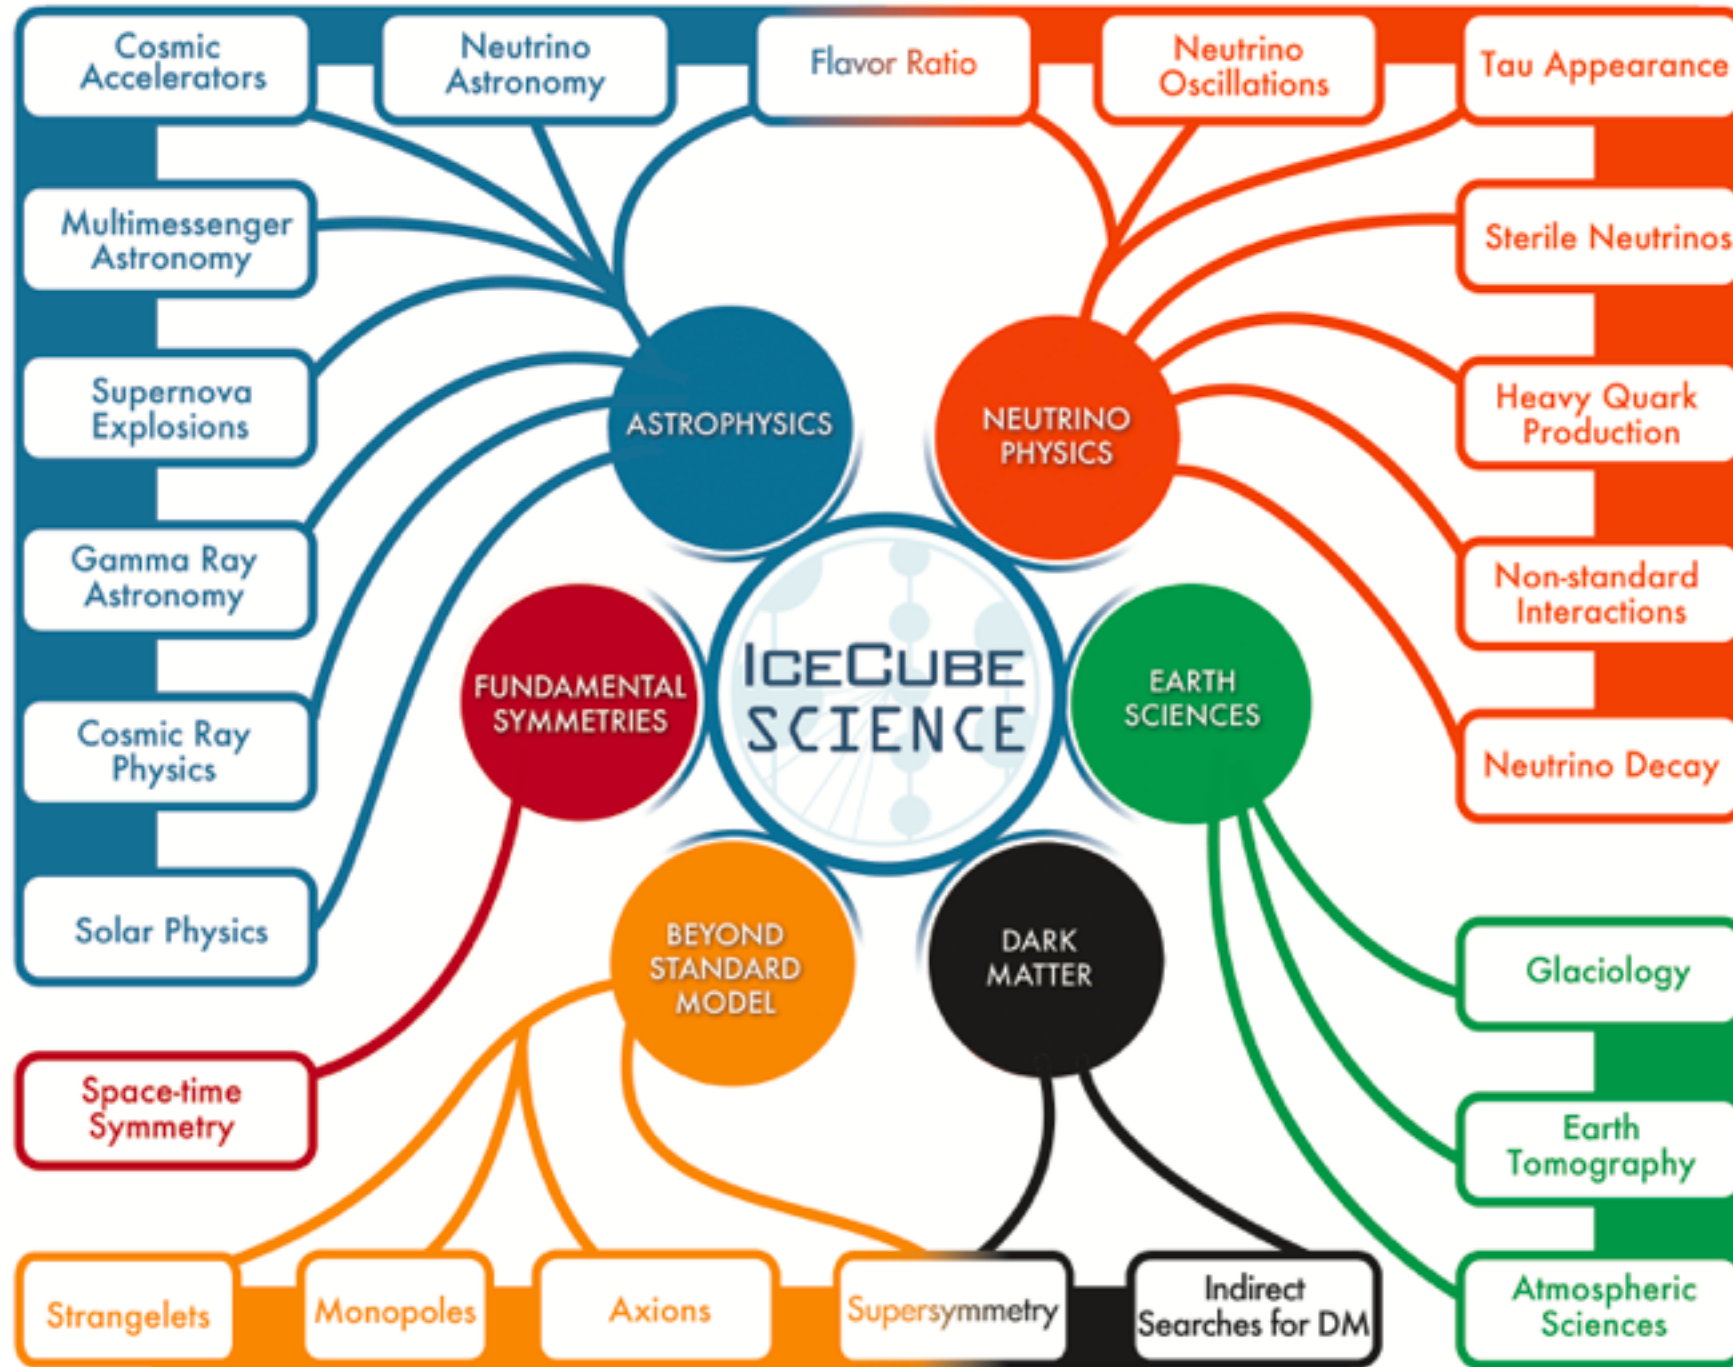 Cosmic
Accelerators
Neutrino
Astronomy
Flavor Ratio
Neutrino
Oscillations
Tau Appearance
Multimessenger
Astronomy
Sterile Neutrinos
Supernova
Explosions
ASTROPHYSICS
NEUTRINO
PHYSICS
Heavy Quark
Production
Gamma Ray
Astronomy
Non-standard
Interactions
FUNDAMENTAL
SYMMETRIES
ICECUBE
SCIENCE
EARTH
SCIENCES
Cosmic Ray
Physics
Neutrino Decay
Solar Physics
BEYOND
STANDARD
MODEL
DARK
MATTER
Glaciology
Space-time
Symmetry
Earth
Tomography
Strangelets
Monopoles
Axions
Supersymmetry
Indirect
Searches for DM
Atmospheric
Sciences